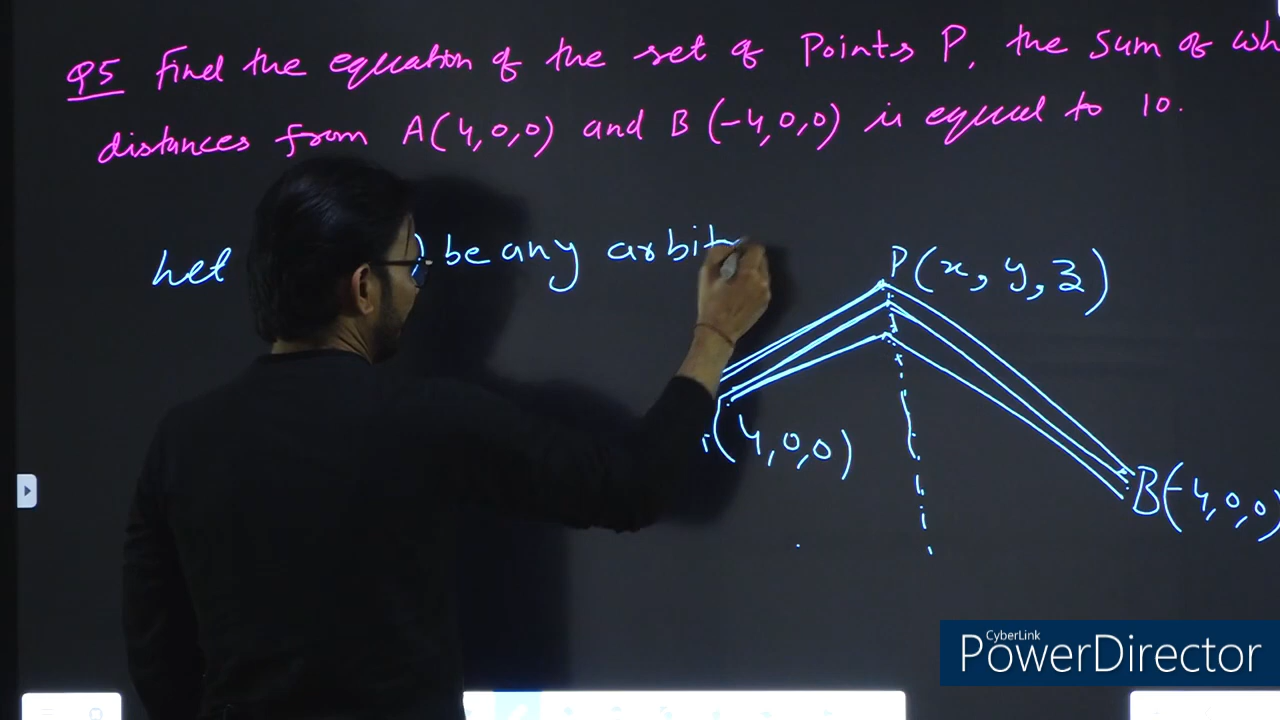 Q5 Find the equation of the set of Points P, the sum of wh
distances from A(4,0,0) and B (-4,0,0) is equal to 10.
Let ) be any arbit
P(x, y, z)
(4,0,0)
B(-4,0,0)
CyberLink
PowerDirector